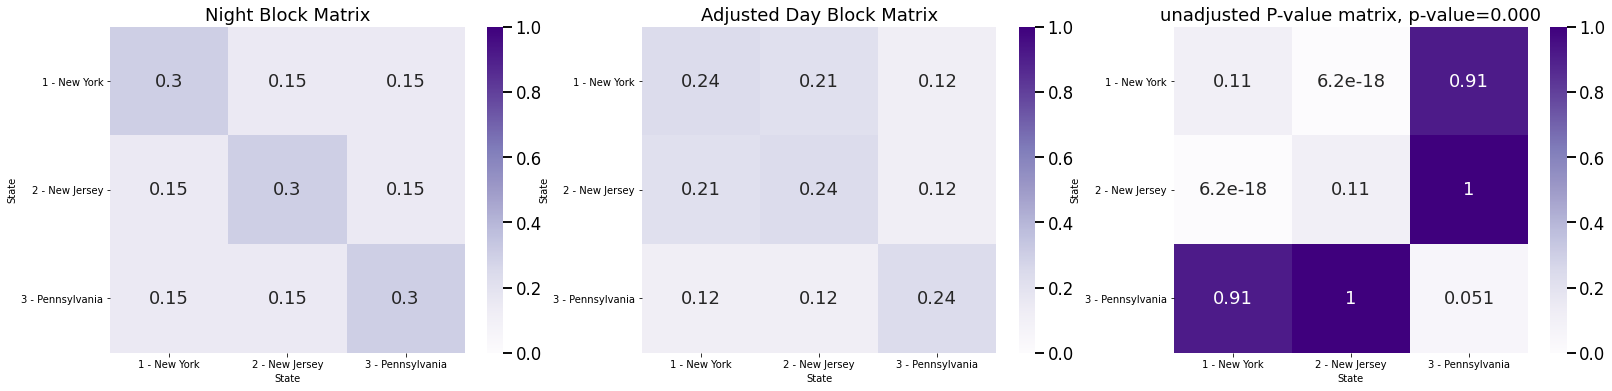 Night Block Matrix
1 - New York
2 - New Jersey
3 - Pennsylvania
State
0.3 0.15 0.15
0.15 0.3 0.15
0.15 0.15 0.3
1 - New York 2 - New Jersey 3 - Pennsylvania
State
1.0
0.8
0.6
0.4
0.2
0.0
Adjusted Day Block Matrix
1 - New York
2 - New Jersey
3 - Pennsylvania
State
0.24 0.21 0.12
0.21 0.24 0.12
0.12 0.12 0.24
1 - New York 2 - New Jersey 3 - Pennsylvania
State
1.0
0.8
0.6
0.4
0.2
0.0
unadjusted P-value matrix, p-value=0.000
1 - New York
2 - New Jersey
3 - Pennsylvania
State
0.11 6.2e-18 0.91
6.2e-18 0.11 1
0.91 1 0.051
1 - New York 2 - New Jersey 3 - Pennsylvania
State
1.0
0.8
0.6
0.4
0.2
0.0